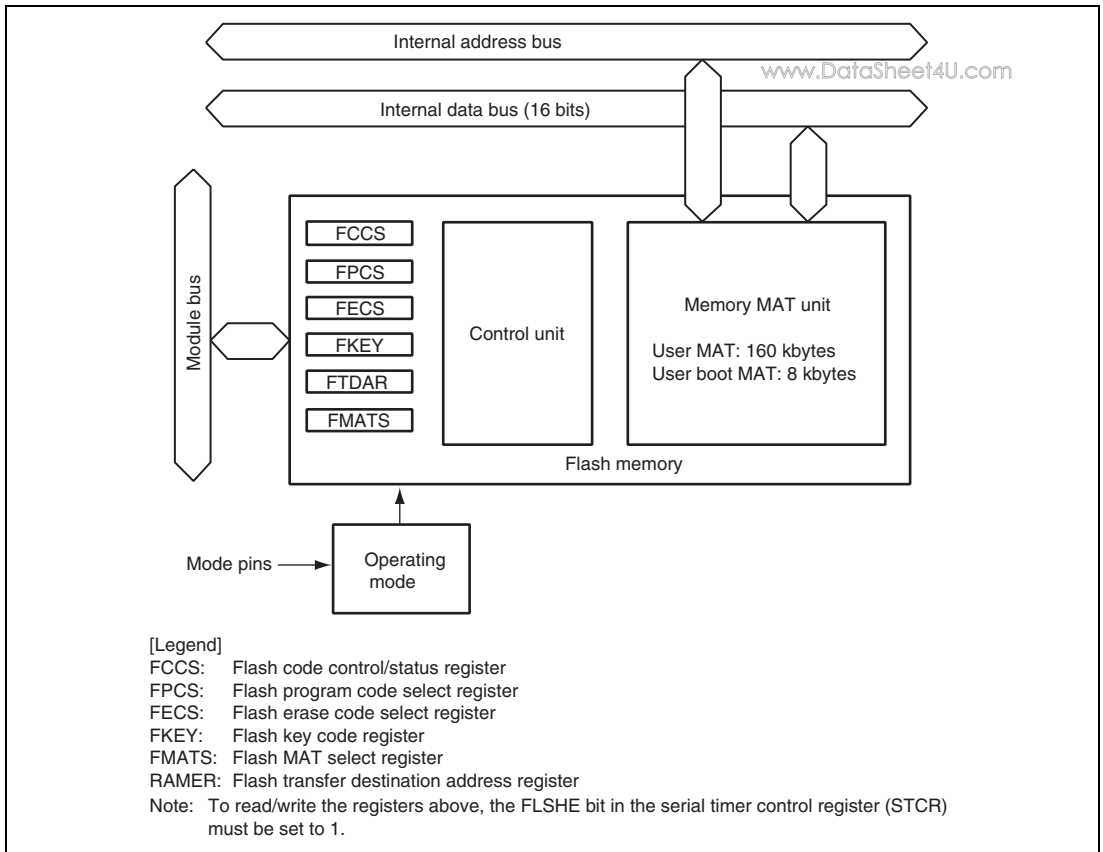 Internal address bus
www.DataSheet4U.com
Internal data bus (16 bits)
Module bus
FCCS
FPCS
FECS
FKEY
FTDAR
FMATS
Control unit
Memory MAT unit
User MAT: 160 kbytes
User boot MAT: 8 kbytes
Flash memory
Mode pins
Operating
mode
[Legend]
FCCS: Flash code control/status register
FPCS: Flash program code select register
FECS: Flash erase code select register
FKEY: Flash key code register
FMATS: Flash MAT select register
RAMER: Flash transfer destination address register
Note: To read/write the registers above, the FLSHE bit in the serial timer control register (STCR)
must be set to 1.